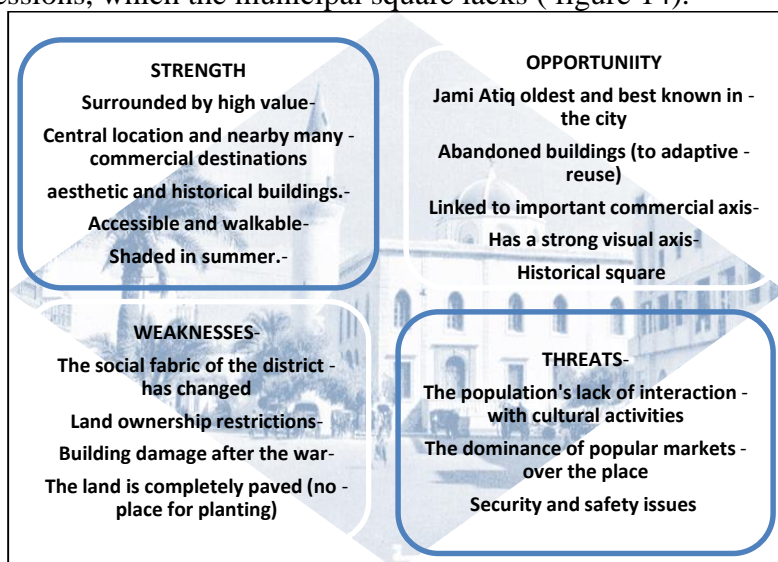 essions, which the municipal square lacks ( figure 14).
STRENGTH
Surrounded by high value-
Central location and nearby many -
commercial destinations
aesthetic and historical buildings.-
Accessible and walkable-
Shaded in summer.-
OPPORTUNIITY
Jami Atiq oldest and best known in -
the city
Abandoned buildings (to adaptive -
reuse)
Linked to important commercial axis-
Has a strong visual axis-
Historical square
WEAKNESSES-
The social fabric of the district -
has changed
Land ownership restrictions-
Building damage after the war-
The land is completely paved (no -
place for planting)
THREATS-
The population's lack of interaction -
with cultural activities
The dominance of popular markets -
over the place
Security and safety issues